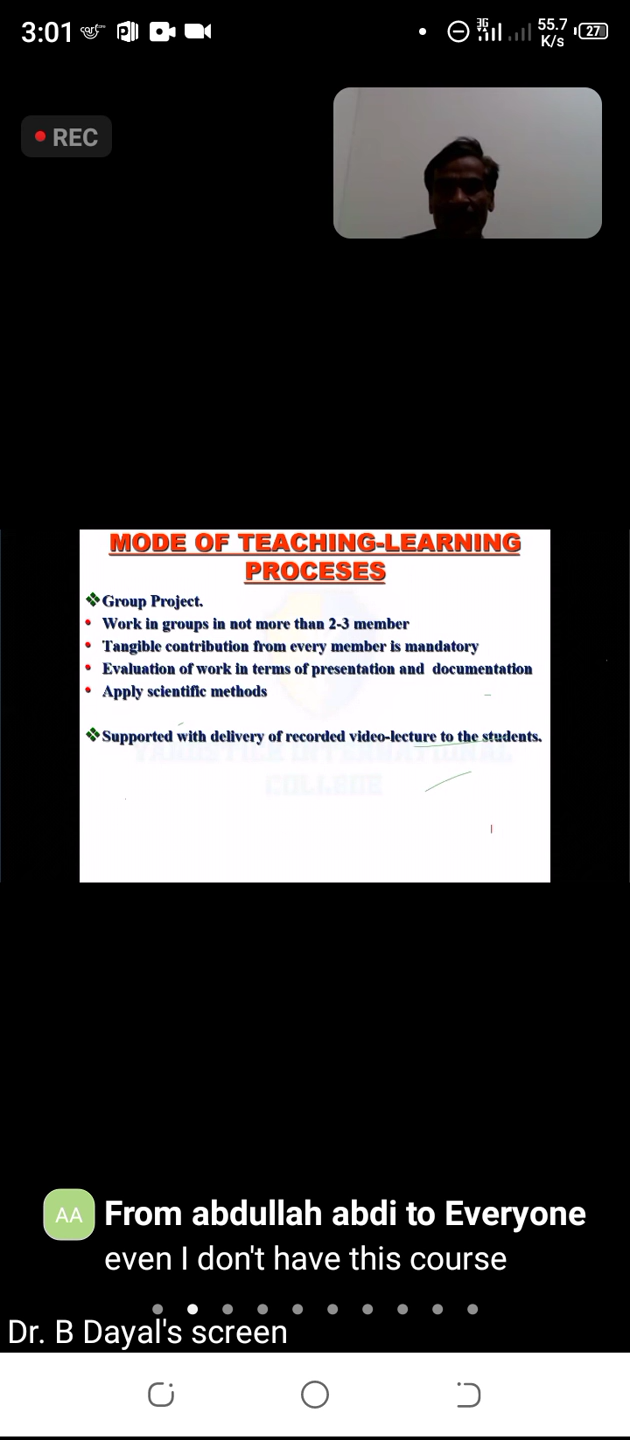 3:01
3G
55.7
K/s
27
REC
MODE OF TEACHING-LEARNING
PROCESES
Group Project.
Work in groups in not more than 2-3 member
Tangible contribution from every member is mandatory
Evaluation of work in terms of presentation and documentation
Apply scientific methods
Supported with delivery of recorded video-lecture to the students.
INTERNATIONAL
COLLEGE
AA
From abdullah abdi to Everyone
even I don't have this course
Dr. B Dayal's screen